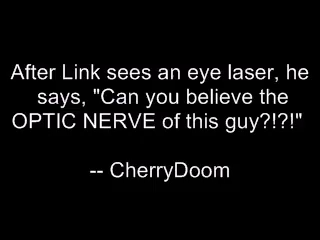 After Link sees an eye laser, he
says, "Can you believe the
OPTIC NERVE of this guy?!?!"
-- CherryDoom